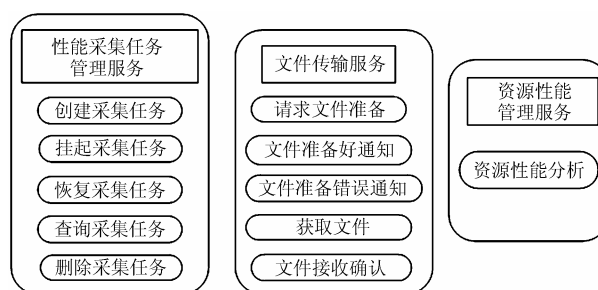 性能采集任务
管理服务
创建采集任务
挂起采集任务
恢复采集任务
查询采集任务
删除采集任务
文件传输服务
请求文件准备
文件准备好通知
文件准备错误通知
获取文件
文件接收确认
资源性能
管理服务
资源性能分析